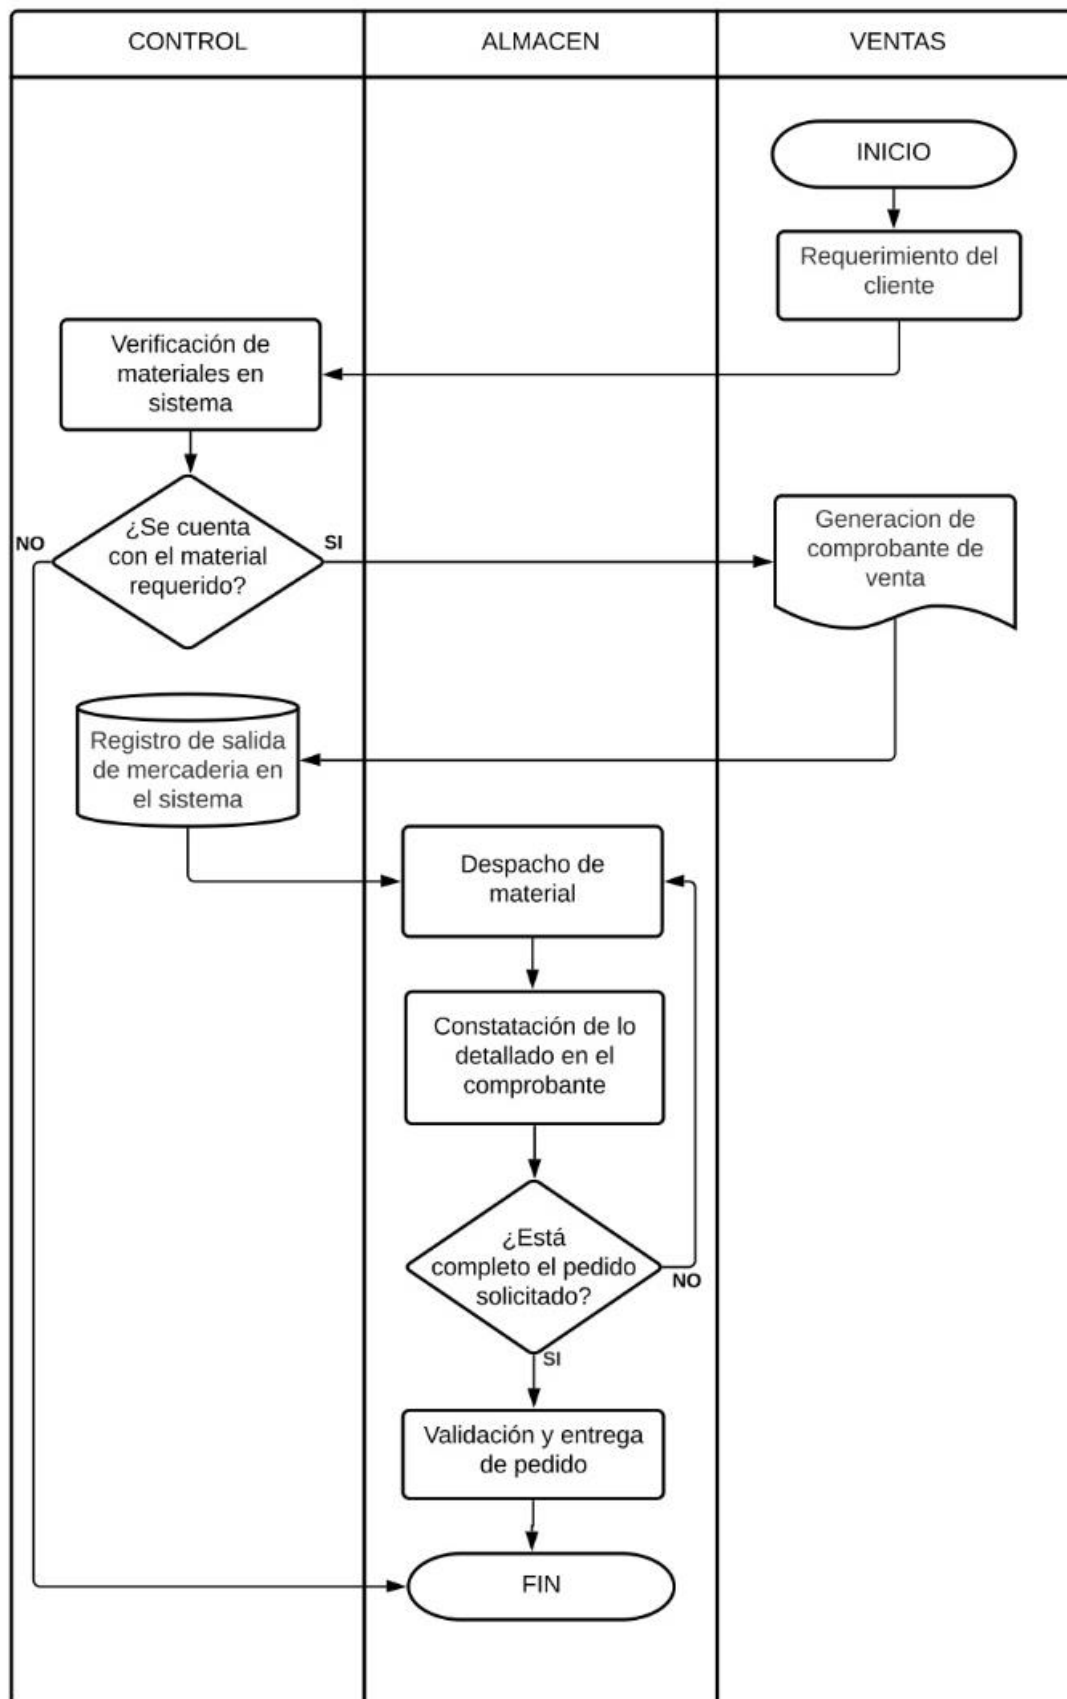 CONTROL
ALMACEN
VENTAS
INICIO
Requerimiento del
cliente
Verificación de
materiales en
sistema
¿Se cuenta
con el material
requerido?
NO
SI
Generacion de
comprobante de
venta
Registro de salida
de mercaderia en
el sistema
Despacho de
material
Constatación de lo
detallado en el
comprobante
¿Está
completo el pedido
solicitado?
NO
SI
Validación y entrega
de pedido
FIN